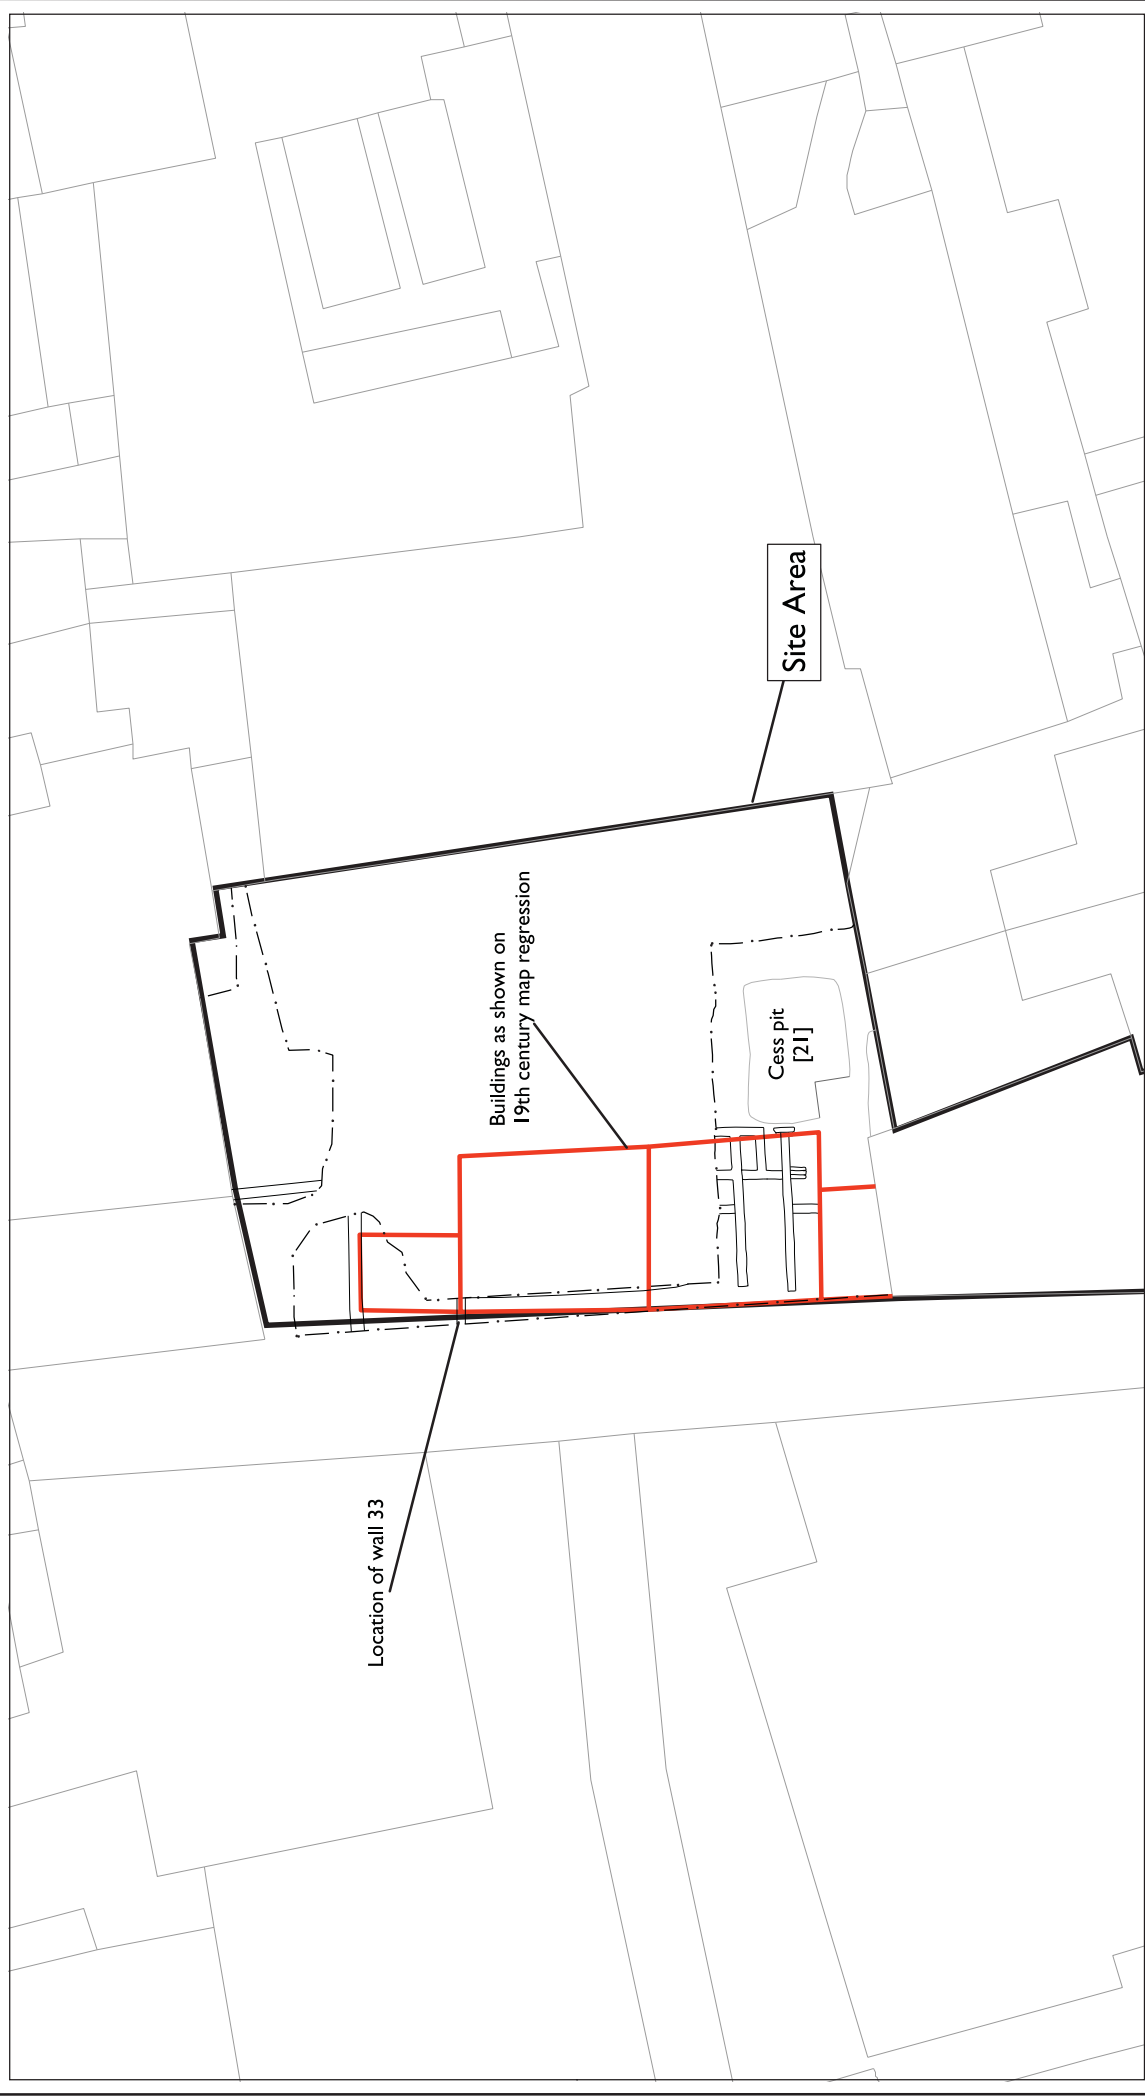 Location of wall 33
Buildings as shown on
19th century map regression
Site Area
Cess pit
[21]